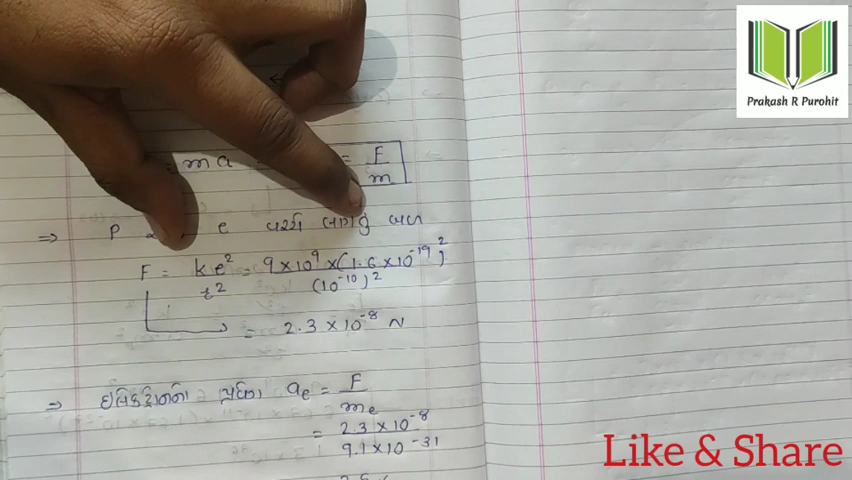 Prakash R Purohit
ma = F/m
⇒ P e વચ્ચે લાગતું બળ
F = ke²/r² = 9×10⁹×(1.6×10⁻¹⁹)²/(10⁻¹⁰)²
= 2.3×10⁻⁸ N
⇒ ઇલેક્ટ્રોનનો પ્રવેગ aₑ = F/mₑ
= 2.3×10⁻⁸/9.1×10⁻³¹
Like & Share